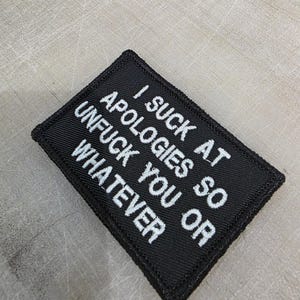 I SUCK AT
APOLOGIES SO
UNFUCK YOU OR
WHATEVER